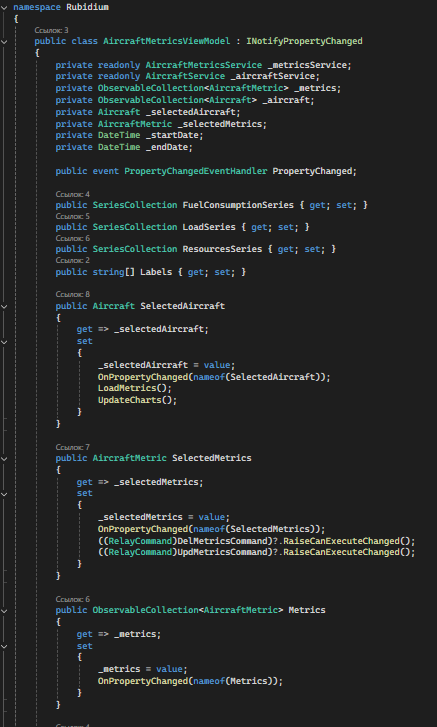 namespace Rubidium
{
Ссылок: 3
public class AircraftMetricsViewModel : INotifyPropertyChanged
{
private readonly AircraftMetricsService _metricsService;
private readonly AircraftService _aircraftService;
private ObservableCollection<AircraftMetric> _metrics;
private ObservableCollection<Aircraft> _aircraft;
private Aircraft _selectedAircraft;
private AircraftMetric _selectedMetrics;
private DateTime _startDate;
private DateTime _endDate;
public event PropertyChangedEventHandler PropertyChanged;
Ссылок: 4
public SeriesCollection FuelConsumptionSeries { get; set; }
Ссылок: 5
public SeriesCollection LoadSeries { get; set; }
Ссылок: 6
public SeriesCollection ResourcesSeries { get; set; }
Ссылок: 2
public string[] Labels { get; set; }
Ссылок: 8
public Aircraft SelectedAircraft
{
get => _selectedAircraft;
set
{
_selectedAircraft = value;
OnPropertyChanged(nameof(SelectedAircraft));
LoadMetrics();
UpdateCharts();
}
}
Ссылок: 7
public AircraftMetric SelectedMetrics
{
get => _selectedMetrics;
set
{
_selectedMetrics = value;
OnPropertyChanged(nameof(SelectedMetrics));
((RelayCommand)DelMetricsCommand)?.RaiseCanExecuteChanged();
((RelayCommand)UpdMetricsCommand)?.RaiseCanExecuteChanged();
}
}
Ссылок: 6
public ObservableCollection<AircraftMetric> Metrics
{
get => _metrics;
set
{
_metrics = value;
OnPropertyChanged(nameof(Metrics));
}
}